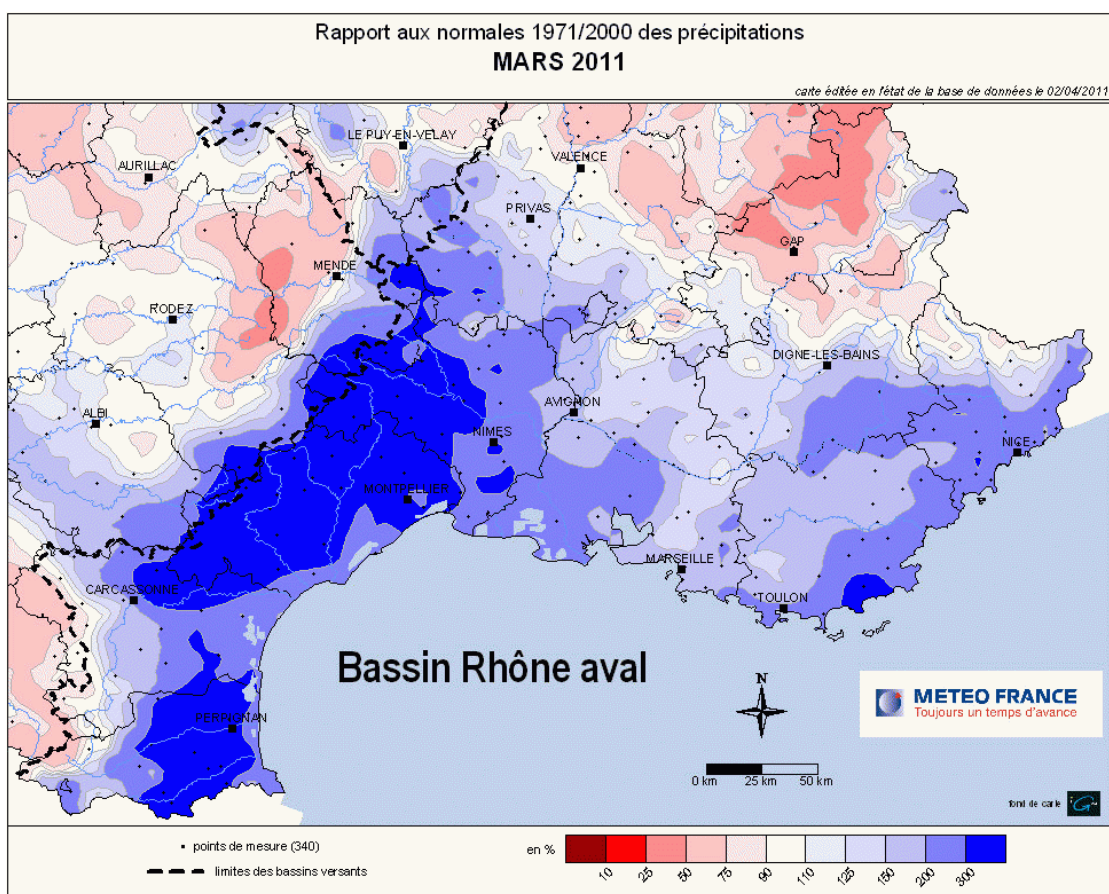 Rapport aux normales 1971/2000 des précipitations
MARS 2011
carte éditée en l'état de la base de données le 02/04/2011
LE PUY-EN-VELAY
AURILLAC
VALENCE
PRIVAS
GAP
MENDE
RODEZ
DIGNE-LES-BAINS
ALBI
AVIGNON
NIMES
NICE
MONTPELLIER
MARSEILLE
CARCASSONNE
TOULON
Bassin Rhône aval
N
METEO FRANCE
Toujours un temps d'avance
PERPIGNAN
0 km 25 km 50 km
fond de carte
points de mesure (340)
limites des bassins versants
en %
10 25 50 75 90 110 125 150 200 300